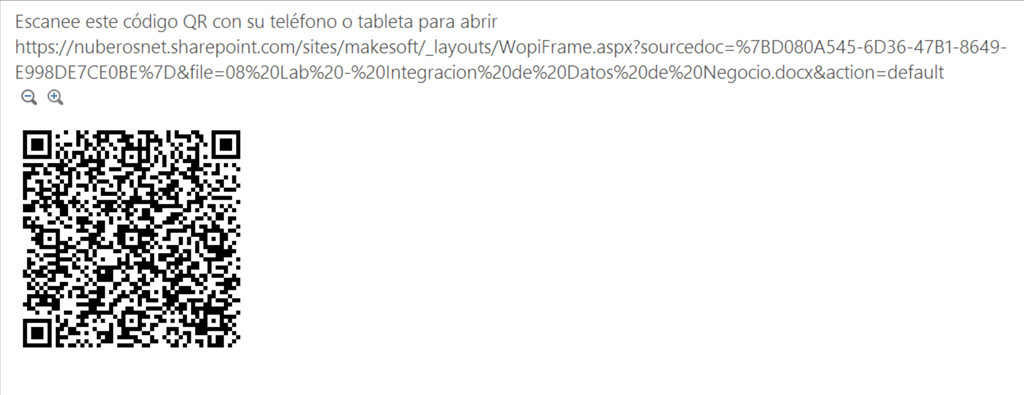 Escanee este código QR con su teléfono o tableta para abrir
https://nuberosnet.sharepoint.com/sites/makesoft/_layouts/WopiFrame.aspx?sourcedoc=%7BD080A545-6D36-47B1-8649-
E998DE7CE0BE%7D&file=08%20Lab%20-%20Integracion%20de%20Datos%20de%20Negocio.docx&action=default